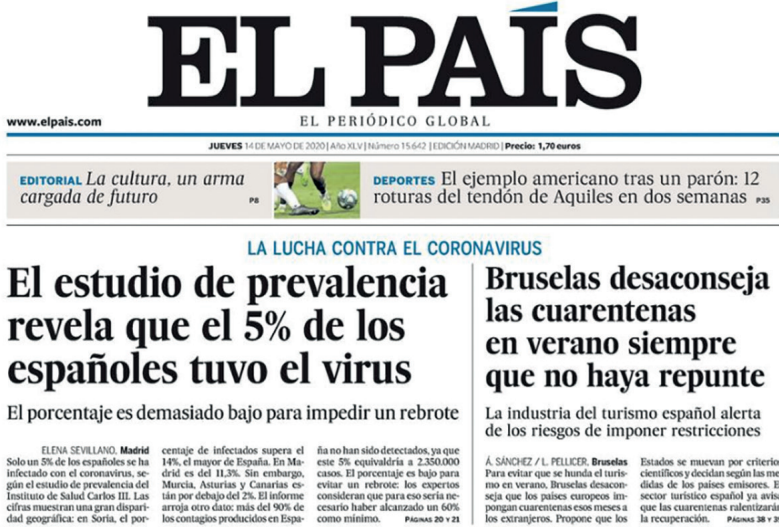 EL PAÍS
www.elpais.com
EL PERIÓDICO GLOBAL
JUEVES 14 DE MAYO DE 2020 | Año XLV | Número 15.642 | EDICIÓN MADRID | Precio: 1,70 euros
EDITORIAL La cultura, un arma
cargada de futuro P8
DEPORTES El ejemplo americano tras un parón: 12
roturas del tendón de Aquiles en dos semanas P35
LA LUCHA CONTRA EL CORONAVIRUS
El estudio de prevalencia
revela que el 5% de los
españoles tuvo el virus
El porcentaje es demasiado bajo para impedir un rebrote
ELENA SEVILLANO, Madrid
Solo un 5% de los españoles se ha
infectado con el coronavirus, se-
gún el estudio de prevalencia del
Instituto de Salud Carlos III. Las
cifras muestran una gran dispari-
dad geográfica: en Soria, el por-
centaje de infectados supera el
14%, el mayor de España. En Ma-
drid es del 11,3%. Sin embargo,
Murcia, Asturias y Canarias es-
tán por debajo del 2%. El informe
arroja otro dato: más del 90% de
los contagios producidos en Espa-
ña no han sido detectados, ya que
este 5% equivaldría a 2.350.000
casos. El porcentaje es bajo para
evitar un rebrote: los expertos
consideran que para eso sería ne-
cesario haber alcanzado un 60%
como mínimo. PÁGINAS 20 Y 21
Bruselas desaconseja
las cuarentenas
en verano siempre
que no haya repunte
La industria del turismo español alerta
de los riesgos de imponer restricciones
Á. SÁNCHEZ / L. PELLICER, Bruselas
Para evitar que se hunda el turis-
mo en verano, Bruselas desacon-
seja que los países europeos im-
pongan cuarentenas esos meses a
los extranjeros. Propone que los
Estados se muevan por criterios
científicos y decidan según las me-
didas de los países emisores. El
sector turístico español ya avisa
que las cuarentenas ralentizarán
la recuperación. PÁGINAS 38